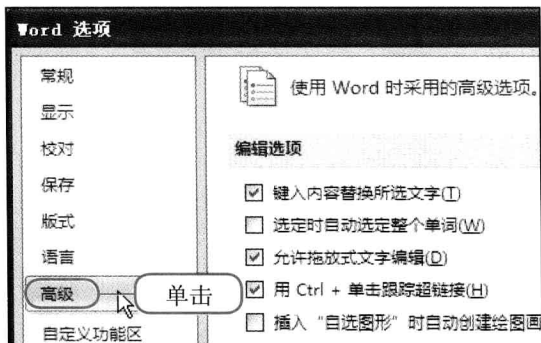 Word 选项
常规
显示
校对
保存
版式
语言
高级
单击
自定义功能区
使用 Word 时采用的高级选项。
编辑选项
键入内容替换所选文字(T)
选定时自动选定整个单词(W)
允许拖放式文字编辑(D)
用 Ctrl + 单击跟踪超链接(H)
插入“自选图形”时自动创建绘图画